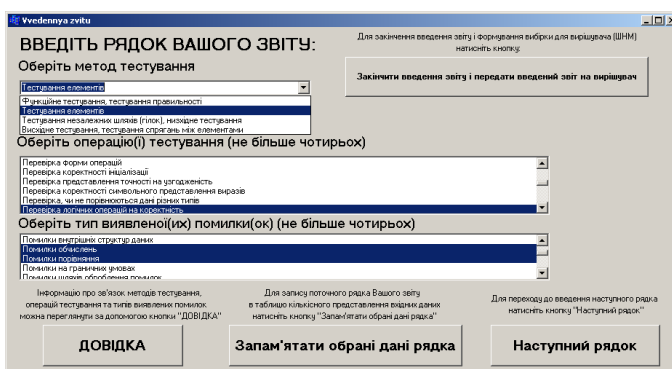 Vvedennya zvitu
ВВЕДІТЬ РЯДОК ВАШОГО ЗВІТУ:
Для закінчення введення звіту і формування вибірки для вирішувача (ШНМ)
натисніть кнопку:
Оберіть метод тестування
Закінчити введення звіту і передати введений звіт на вирішувач
Тестування елементів
Функційне тестування, тестування правильності
Тестування елементів
Тестування незалежних шляхів (гілок), низхідне тестування
Висхідне тестування, тестування спрягань між елементами
Оберіть операцію(ї) тестування (не більше чотирьох)
Перевірка форми операцій
Перевірка коректності ініціалізації
Перевірка представлення точності на узгодженість
Перевірка коректності символьного представлення виразів
Перевірка, чи не порівнюються дані різних типів
Перевірка логічних операцій на коректність
Оберіть тип виявленої(их) помилки(ок) (не більше чотирьох)
Помилки внутрішніх структур даних
Помилки обчислень
Помилки порівняння
Помилки на граничних умовах
Помилки шляхів оброблення помилок
Інформацію про зв'язок методів тестування,
операцій тестування та типів виявлених помилок
можна переглянути за допомогою кнопки "ДОВІДКА"
Для запису поточного
рядка Вашого звіту
в таблицю кількісного представлення вхідних даних
натисніть кнопку "Запам'ятати обрані дані рядка"
Для переходу до введення наступного рядка
натисніть кнопку "Наступний рядок"
ДОВІДКА
Запам'ятати обрані дані рядка
Наступний рядок